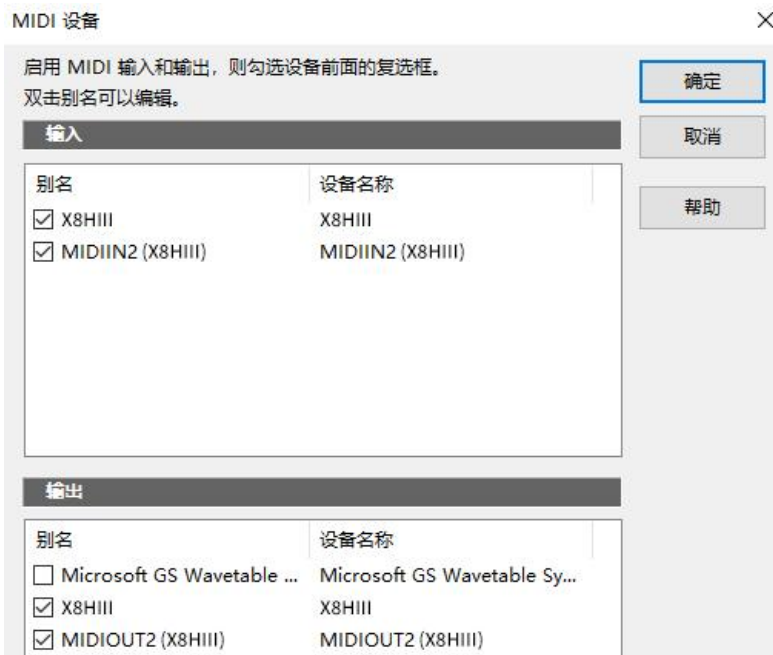 MIDI 设备
启用 MIDI 输入和输出，则勾选设备前面的复选框。
双击别名可以编辑。
确定
取消
帮助
输入
别名 设备名称
X8HIII X8HIII
MIDIIN2 (X8HIII) MIDIIN2 (X8HIII)
输出
别名 设备名称
Microsoft GS Wavetable ... Microsoft GS Wavetable Sy...
X8HIII X8HIII
MIDIOUT2 (X8HIII) MIDIOUT2 (X8HIII)